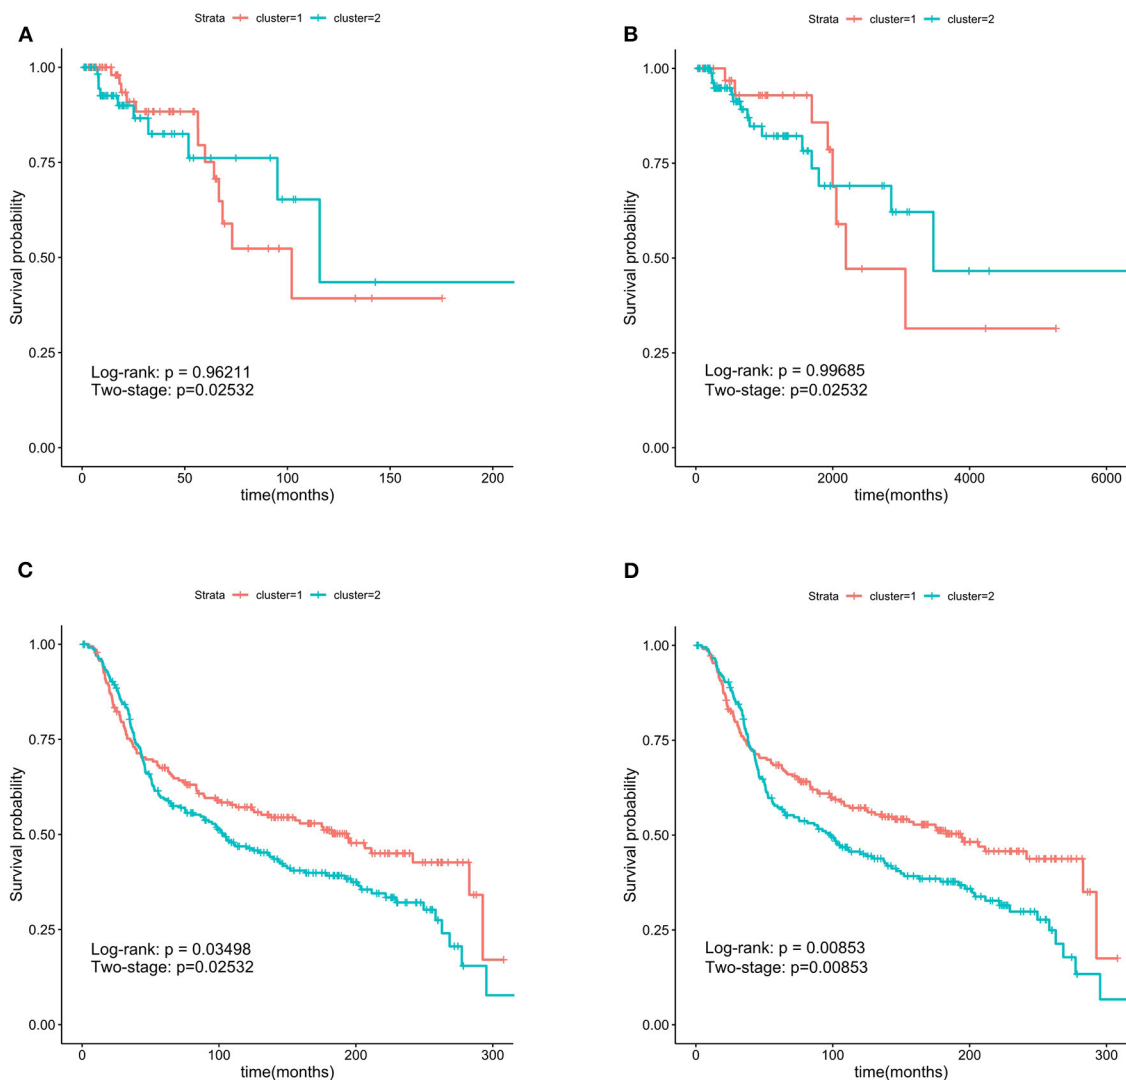 A
Strata cluster=1 cluster=2
Survival probability
1.00
0.75
0.50
0.25
0.00
Log-rank: p = 0.96211
Two-stage: p=0.02532
0 50 100 150 200
time(months)
B
Strata cluster=1 cluster=2
Survival probability
1.00
0.75
0.50
0.25
0.00
Log-rank: p = 0.99685
Two-stage: p=0.02532
0 2000 4000 6000
time(months)
C
Strata cluster=1 cluster=2
Survival probability
1.00
0.75
0.50
0.25
0.00
Log-rank: p = 0.03498
Two-stage: p=0.02532
0 100 200 300
time(months)
D
Strata cluster=1 cluster=2
Survival probability
1.00
0.75
0.50
0.25
0.00
Log-rank: p = 0.00853
Two-stage: p=0.00853
0 100 200 300
time(months)